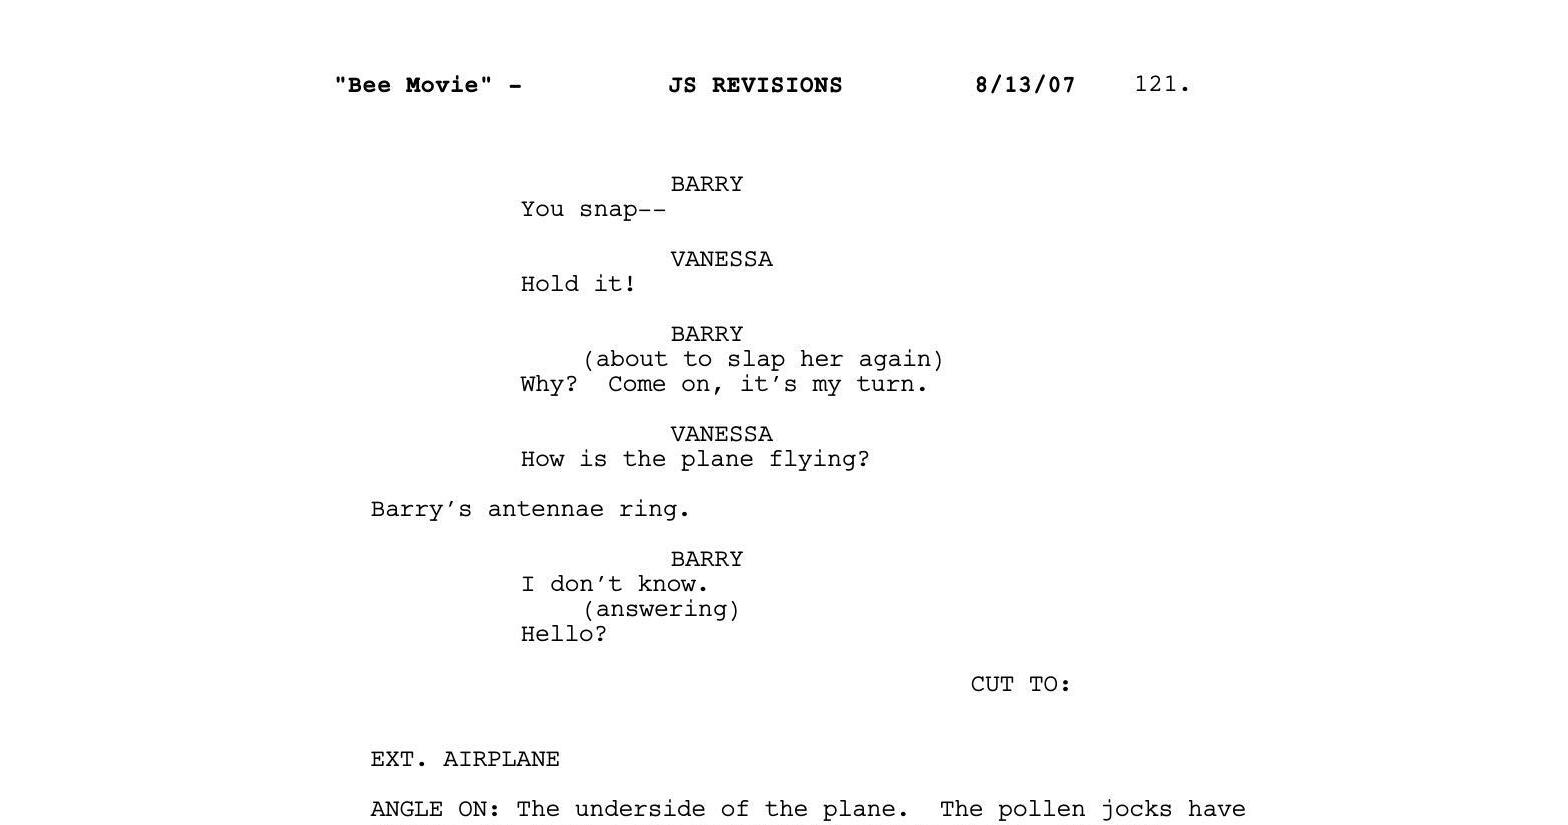 "Bee Movie" - JS REVISIONS 8/13/07 121.
BARRY
You snap--
VANESSA
Hold it!
BARRY
(about to slap her again)
Why?  Come on, it's my turn.
VANESSA
How is the plane flying?
Barry's antennae ring.
BARRY
I don't know.
(answering)
Hello?
CUT TO:
EXT. AIRPLANE
ANGLE ON: The underside of the plane.  The pollen jocks have